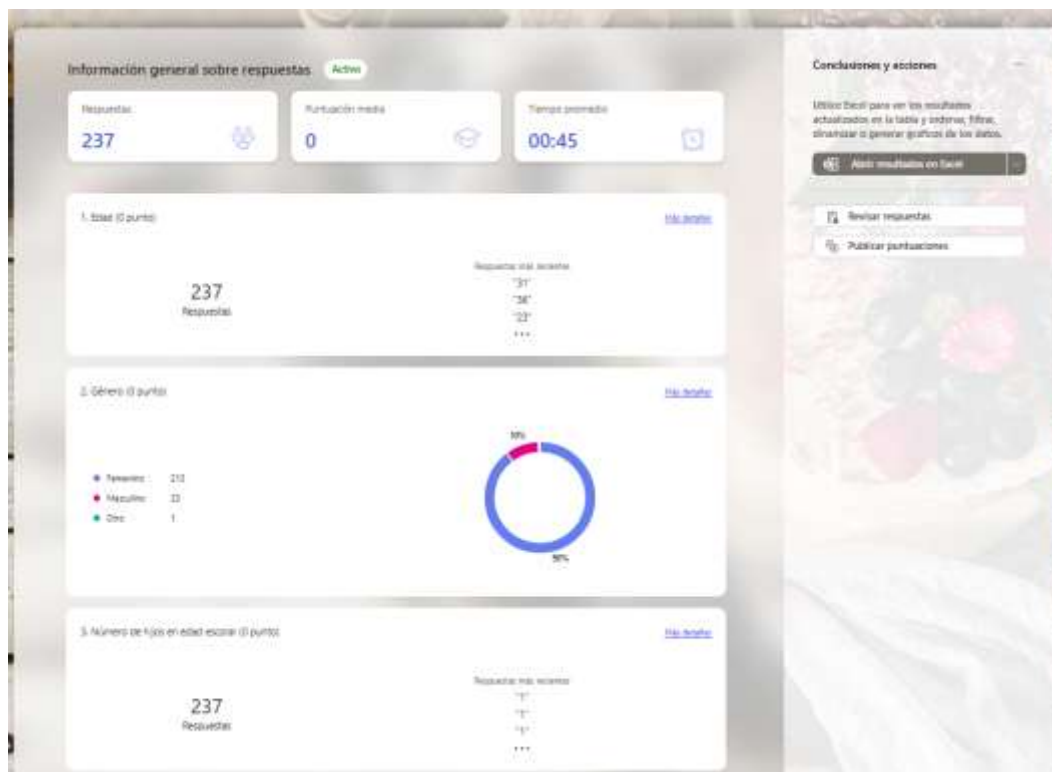 Información general sobre respuestas
Activo
Respuestas
237
Puntuación media
0
Tiempo promedio
00:45
Conclusiones y acciones
Utilice Excel para ver los resultados
actualizados en la tabla y ordenar, filtrar,
dinamizar o generar gráficos de los datos.
Abrir resultados en Excel
Revisar respuestas
Publicar puntuaciones
1. Edad (0 punto)
Más detalles
237
Respuestas
Respuestas más recientes
"31"
"36"
"23"
2. Género (0 punto)
Más detalles
Femenino
Masculino
Otro 1
10%
90%
3. Número de hijos en edad escolar (0 punto)
Más detalles
237
Respuestas
Respuestas más recientes
"1"
"1"
"1"